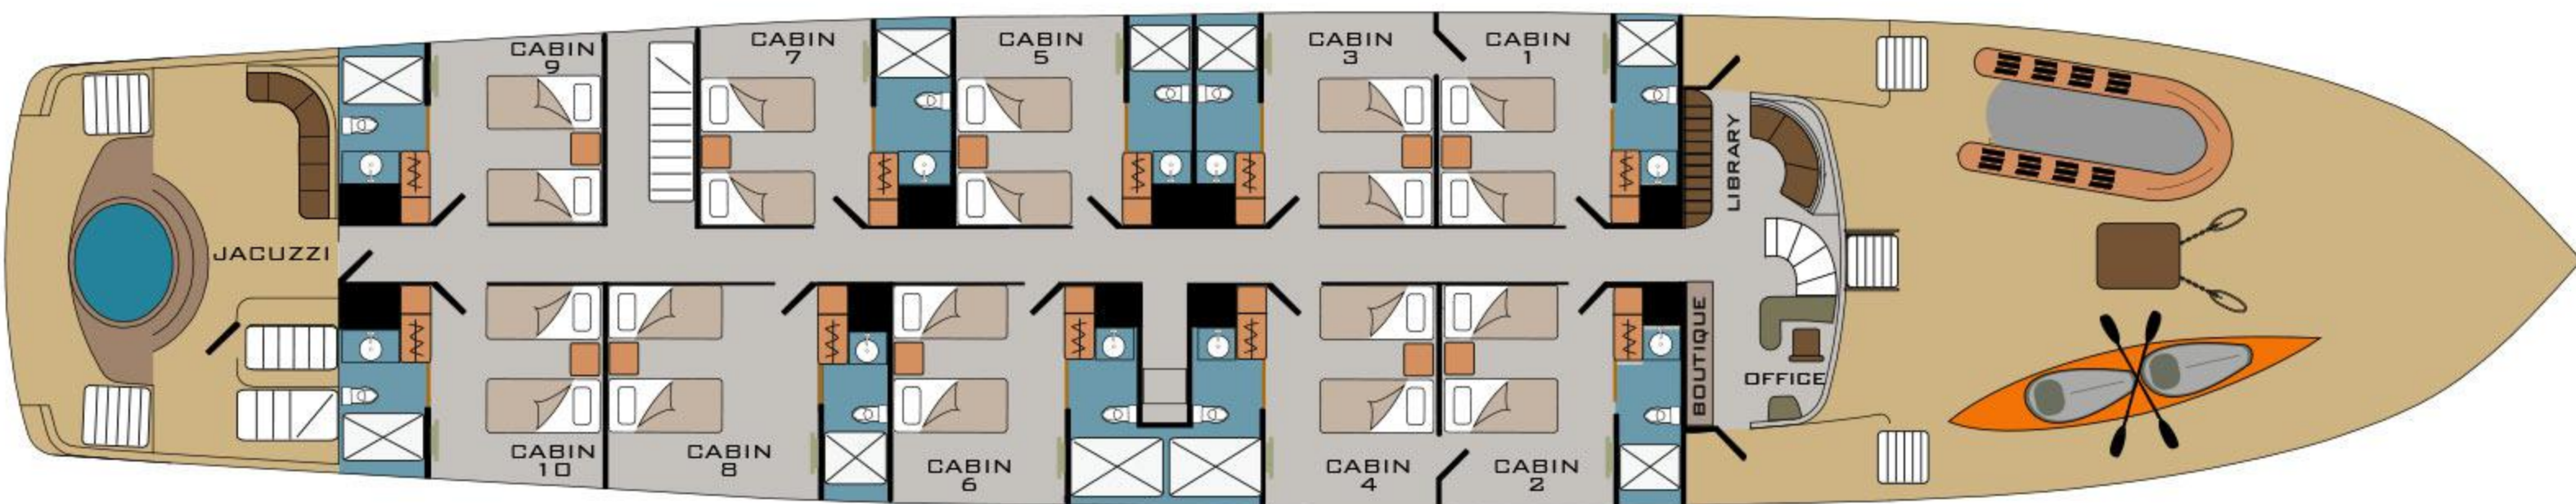 CABIN
9
CABIN
7
CABIN
5
CABIN
3
CABIN
1
LIBRARY
JACUZZI
BOUTIQUE
OFFICE
CABIN
10
CABIN
8
CABIN
6
CABIN
4
CABIN
2